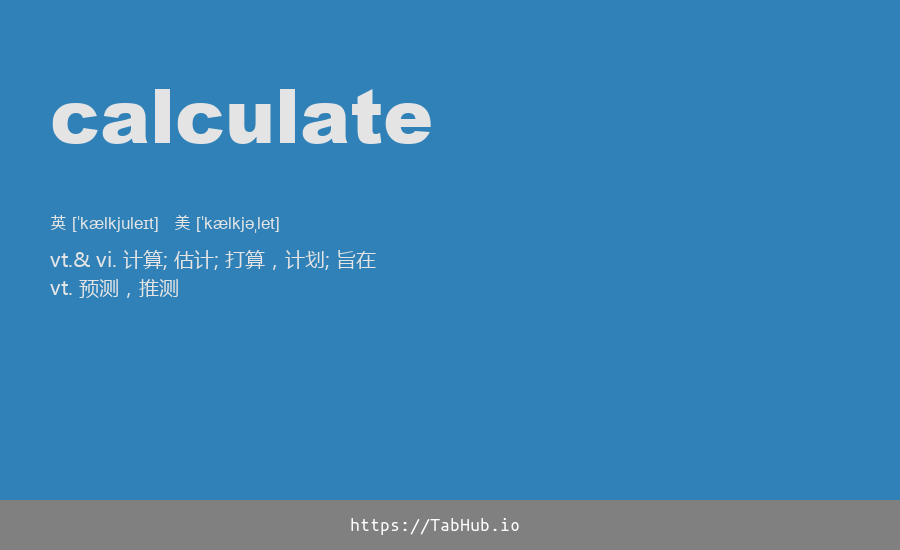 calculate
英 [ˈkælkjuleɪt] 美 [ˈkælkjəˌlet]
vt.& vi. 计算; 估计; 打算，计划; 旨在
vt. 预测，推测
https://TabHub.io